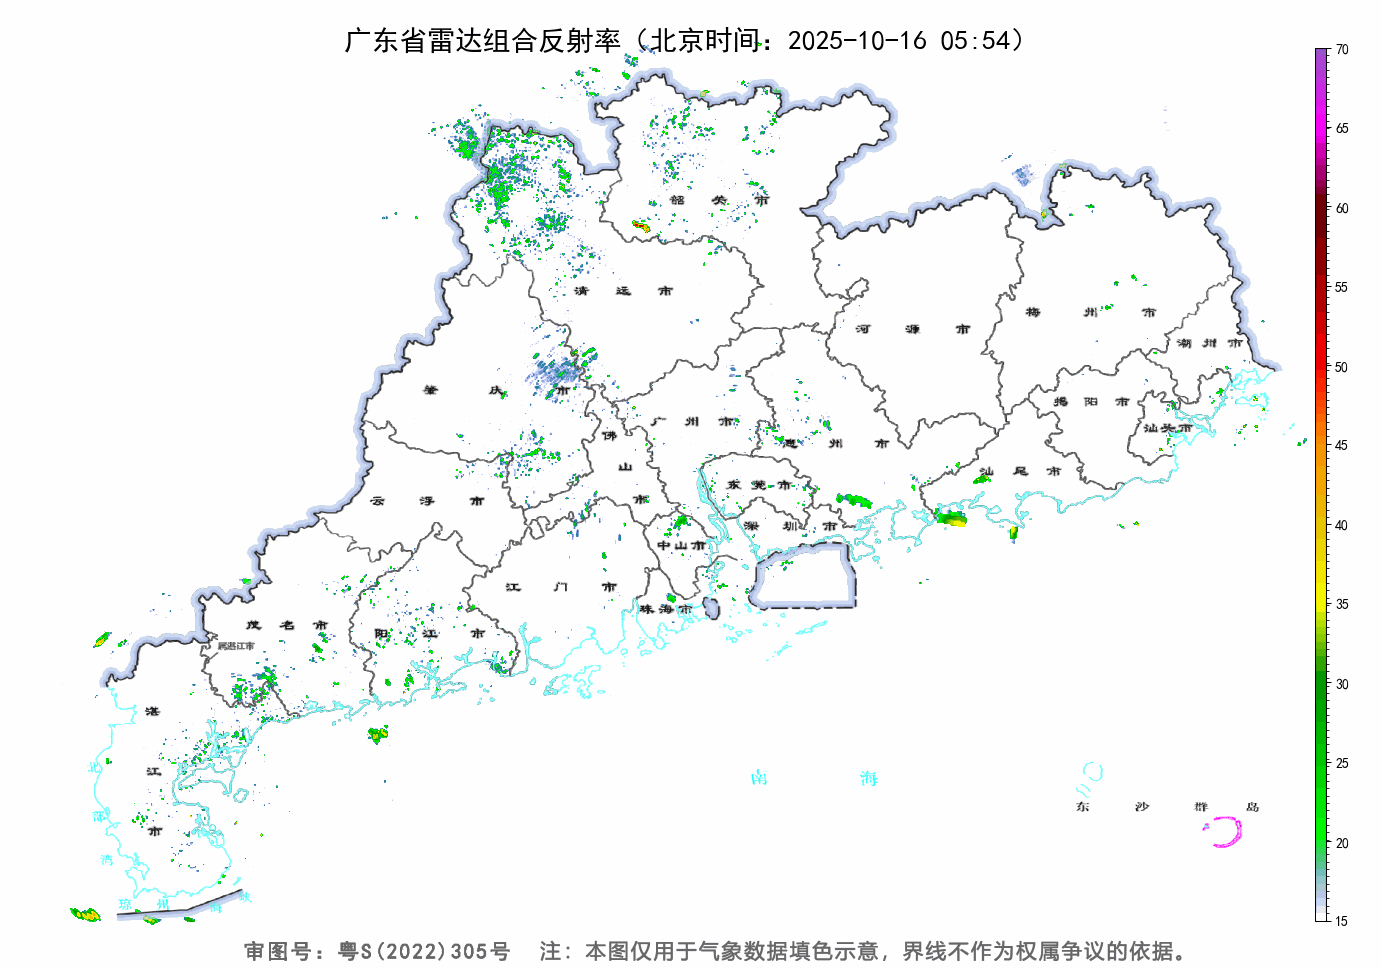 广东省雷达组合反射率（北京时间：2025-10-16 05:54）
70
65
60
55
50
45
40
35
30
25
20
15
韶关市
清远市
河源市
梅州市
潮州市
肇庆市
广州市
佛山市
惠州市
揭阳市
汕头市
汕尾市
云浮市
东莞市
深圳市
中山市
江门市
珠海市
茂名市
阳江市
属湛江市
湛江市
北部湾
南海
东沙群岛
琼州海峡
审图号：粤S(2022)305号 注：本图仅用于气象数据填色示意，界线不作为权属争议的依据。